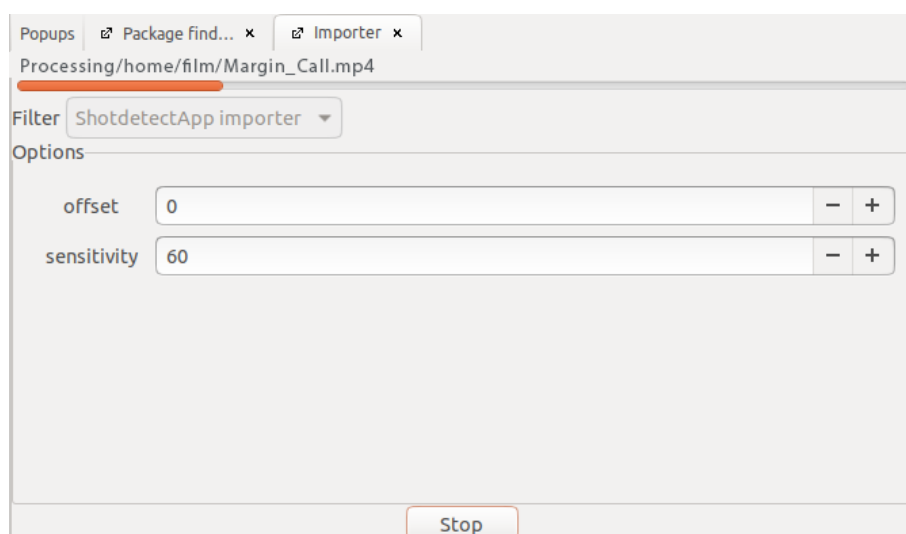 Popups Package find... × Importer ×
Processing/home/film/Margin_Call.mp4
Filter ShotdetectApp importer
Options
offset 0 − +
sensitivity 60 − +
Stop